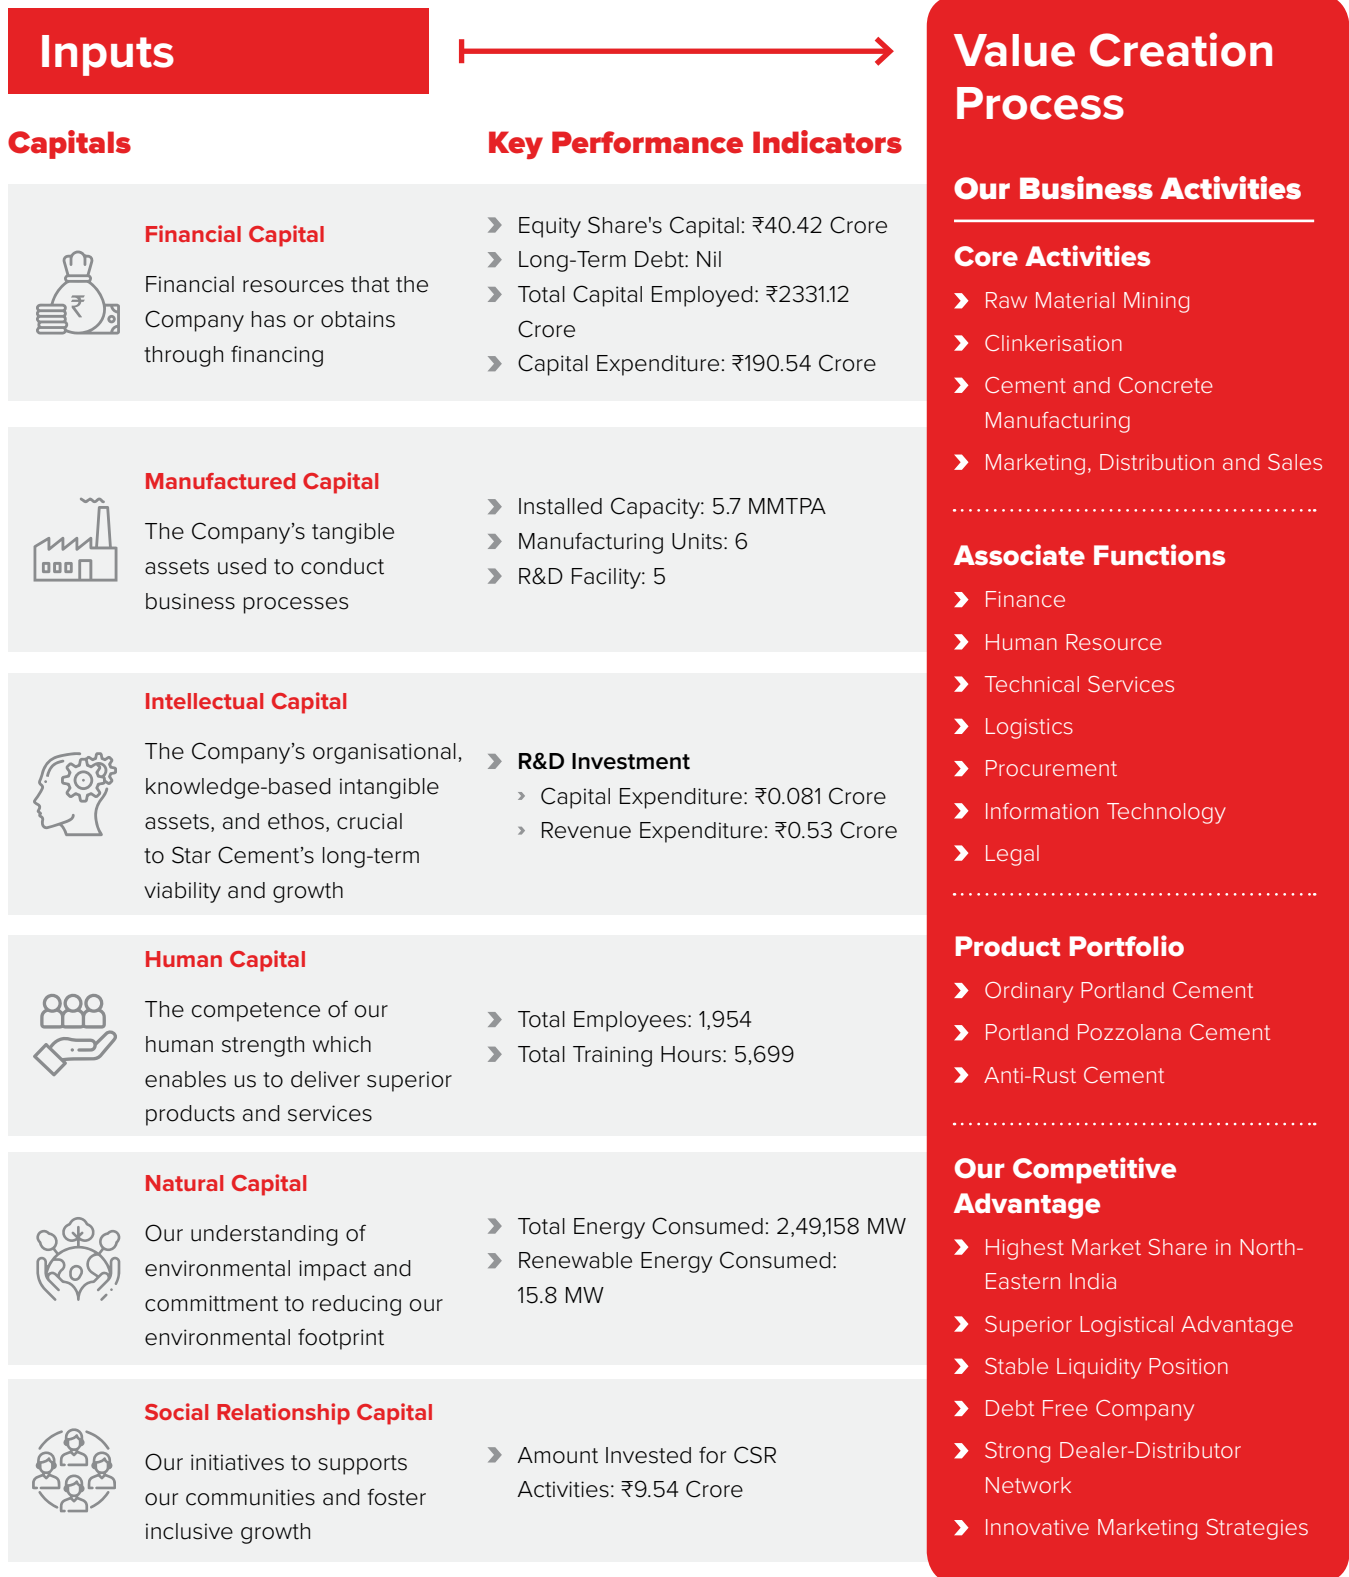 Inputs
Capitals
Key Performance Indicators
Financial Capital
Financial resources that the
Company has or obtains
through financing
Equity Share's Capital: ₹40.42 Crore
Long-Term Debt: Nil
Total Capital Employed: ₹2331.12
Crore
Capital Expenditure: ₹190.54 Crore
Manufactured Capital
The Company’s tangible
assets used to conduct
business processes
Installed Capacity: 5.7 MMTPA
Manufacturing Units: 6
R&D Facility: 5
Intellectual Capital
The Company’s organisational,
knowledge-based intangible
assets, and ethos, crucial
to Star Cement’s long-term
viability and growth
R&D Investment
Capital Expenditure: ₹0.081 Crore
Revenue Expenditure: ₹0.53 Crore
Human Capital
The competence of our
human strength which
enables us to deliver superior
products and services
Total Employees: 1,954
Total Training Hours: 5,699
Natural Capital
Our understanding of
environmental impact and
committment to reducing our
environmental footprint
Total Energy Consumed: 2,49,158 MW
Renewable Energy Consumed:
15.8 MW
Social Relationship Capital
Our initiatives to supports
our communities and foster
inclusive growth
Amount Invested for CSR
Activities: ₹9.54 Crore
Value Creation
Process
Our Business Activities
Core Activities
Raw Material Mining
Clinkerisation
Cement and Concrete
Manufacturing
Marketing, Distribution and Sales
Associate Functions
Finance
Human Resource
Technical Services
Logistics
Procurement
Information Technology
Legal
Product Portfolio
Ordinary Portland Cement
Portland Pozzolana Cement
Anti-Rust Cement
Our Competitive
Advantage
Highest Market Share in North-
Eastern India
Superior Logistical Advantage
Stable Liquidity Position
Debt Free Company
Strong Dealer-Distributor
Network
Innovative Marketing Strategies